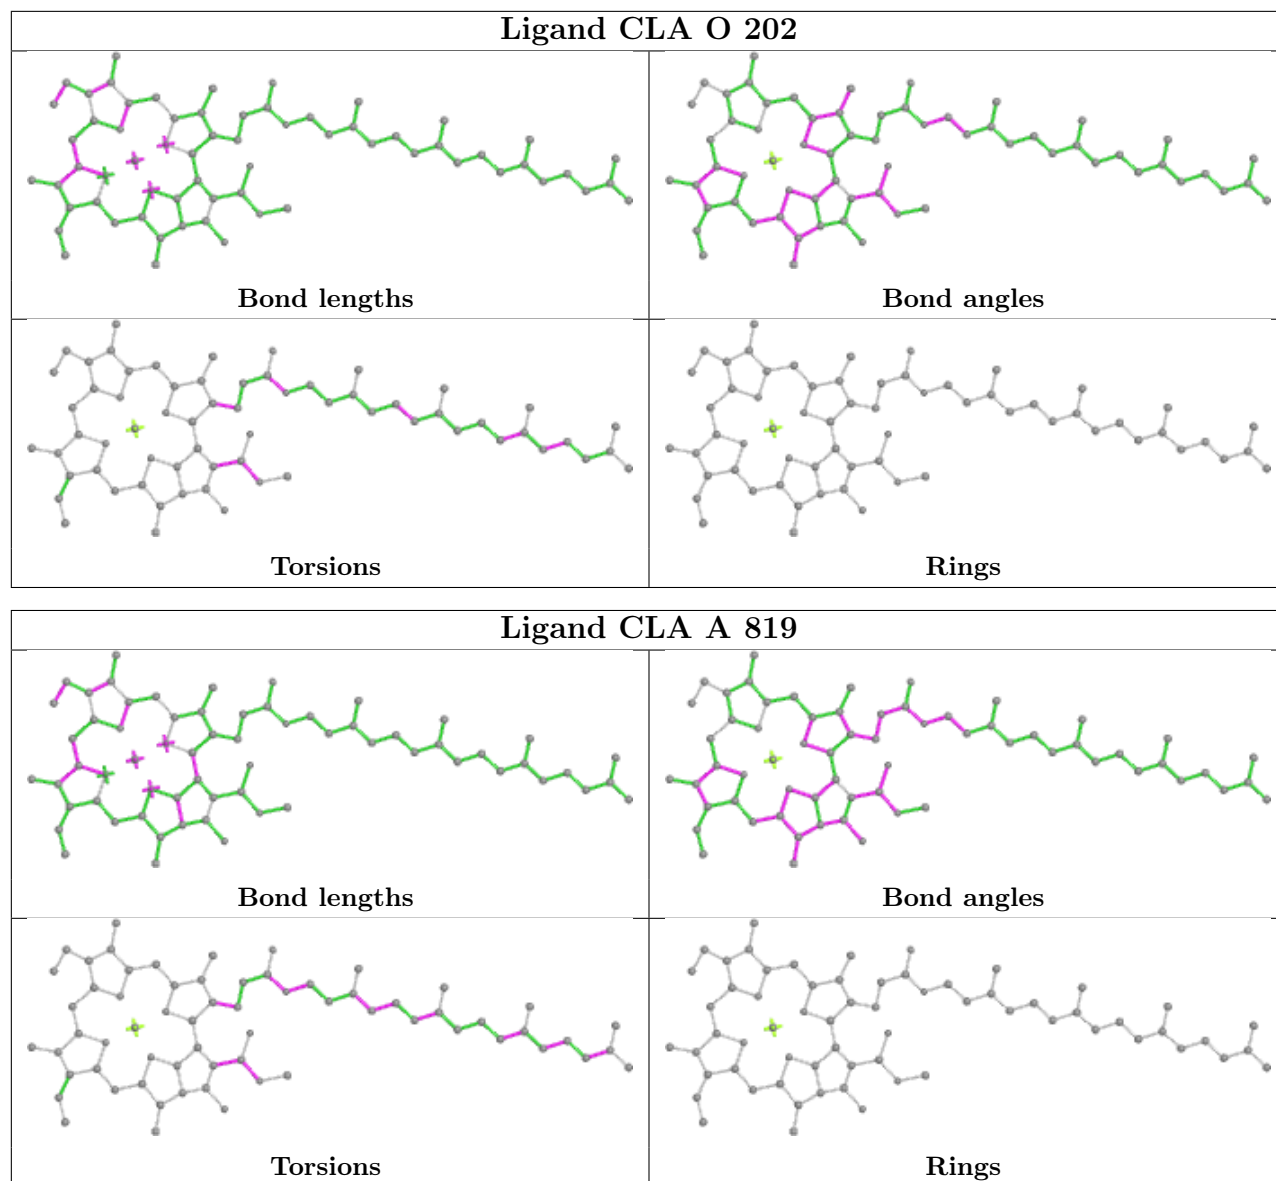 Ligand CLA O 202
Bond lengths
Bond angles
Torsions
Rings
Ligand CLA A 819
Bond lengths
Bond angles
Torsions
Rings